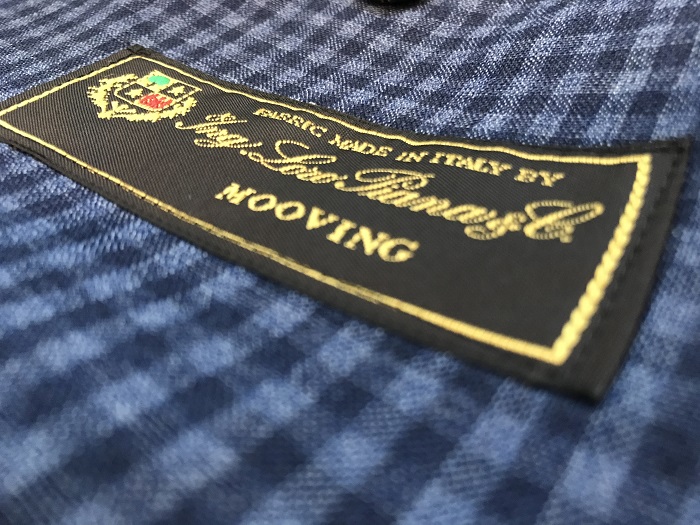 FABRIC MADE IN ITALY BY
Ing. Loro Piana & C.
MOOVING